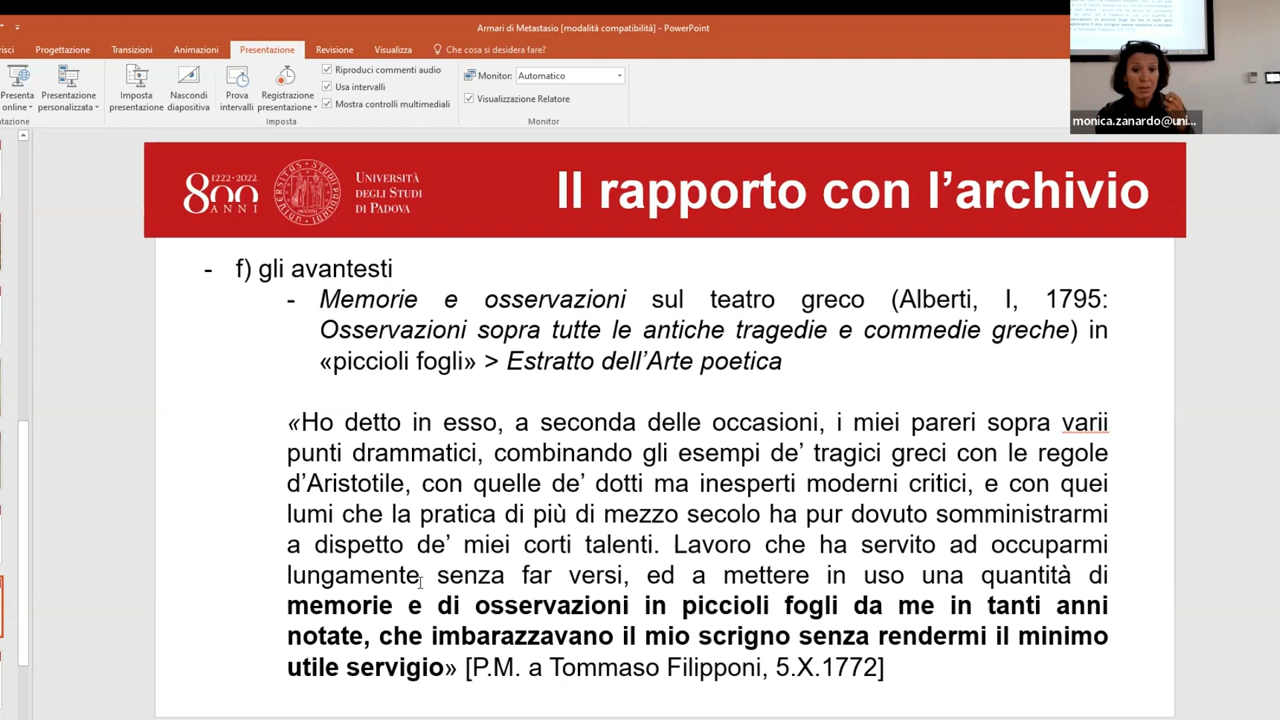 Armari di Metastasio [modalità compatibilità] - PowerPoint
Progettazione Transizioni Animazioni Presentazione Revisione Visualizza Che cosa si desidera fare?
Presenta online
Presentazione personalizzata
Imposta presentazione
Nascondi diapositiva
Prova intervalli
Registrazione presentazione
Riproduci commenti audio
Usa intervalli
Mostra controlli multimediali
Imposta
Monitor: Automatico
Visualizzazione Relatore
Monitor
monica.zanardo@uni...
1222-2022
800
ANNI
UNIVERSITÀ
DEGLI STUDI
DI PADOVA
Il rapporto con l’archivio
- f) gli avantesti
- Memorie e osservazioni sul teatro greco (Alberti, I, 1795:
Osservazioni sopra tutte le antiche tragedie e commedie greche) in
«piccioli fogli» > Estratto dell’Arte poetica
«Ho detto in esso, a seconda delle occasioni, i miei pareri sopra varii
punti drammatici, combinando gli esempi de’ tragici greci con le regole
d’Aristotile, con quelle de’ dotti ma inesperti moderni critici, e con quei
lumi che la pratica di più di mezzo secolo ha pur dovuto somministrarmi
a dispetto de’ miei corti talenti. Lavoro che ha servito ad occuparmi
lungamente senza far versi, ed a mettere in uso una quantità di
memorie e di osservazioni in piccioli fogli da me in tanti anni
notate, che imbarazzavano il mio scrigno senza rendermi il minimo
utile servigio» [P.M. a Tommaso Filipponi, 5.X.1772]